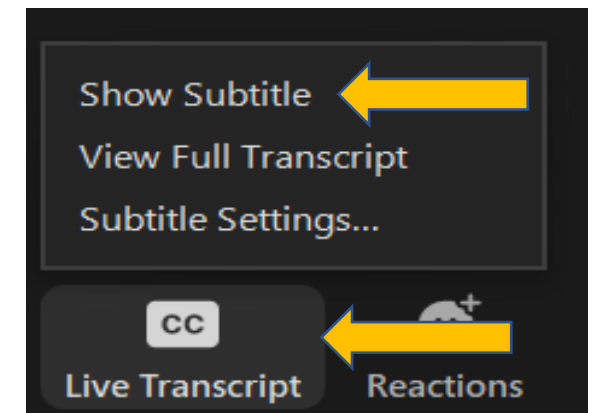 Show Subtitle
View Full Transcript
Subtitle Settings...
CC
Live Transcript
Reactions